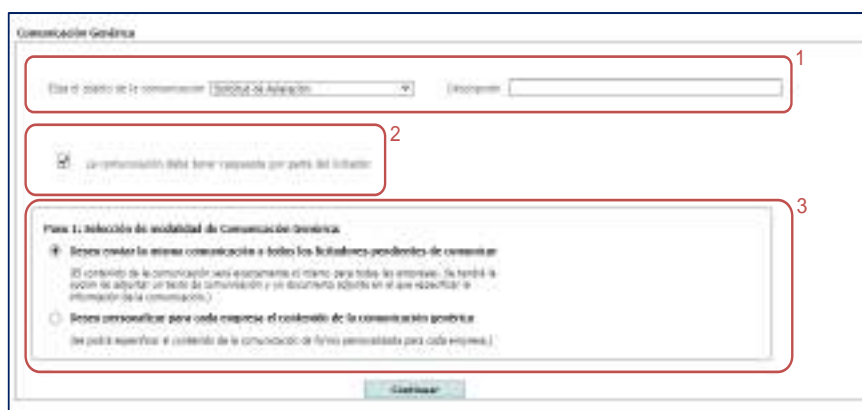 Comunicación Genérica
1
Elija el objeto de la comunicación Solicitud de Aclaración Descripción
2
La comunicación debe tener respuesta por parte del licitador
3
Paso 1: Selección de modalidad de Comunicación Genérica
Deseo enviar la misma comunicación a todos los licitadores pendientes de comunicar
(El contenido de la comunicación será exactamente el mismo para todas las empresas. Se tendrá la
opción de adjuntar un texto de comunicación y un documento adjunto en el que especificar la
información de la comunicación.)
Deseo personalizar para cada empresa el contenido de la comunicación genérica
(se podrá especificar el contenido de la comunicación de forma personalizada para cada empresa.)
Continuar